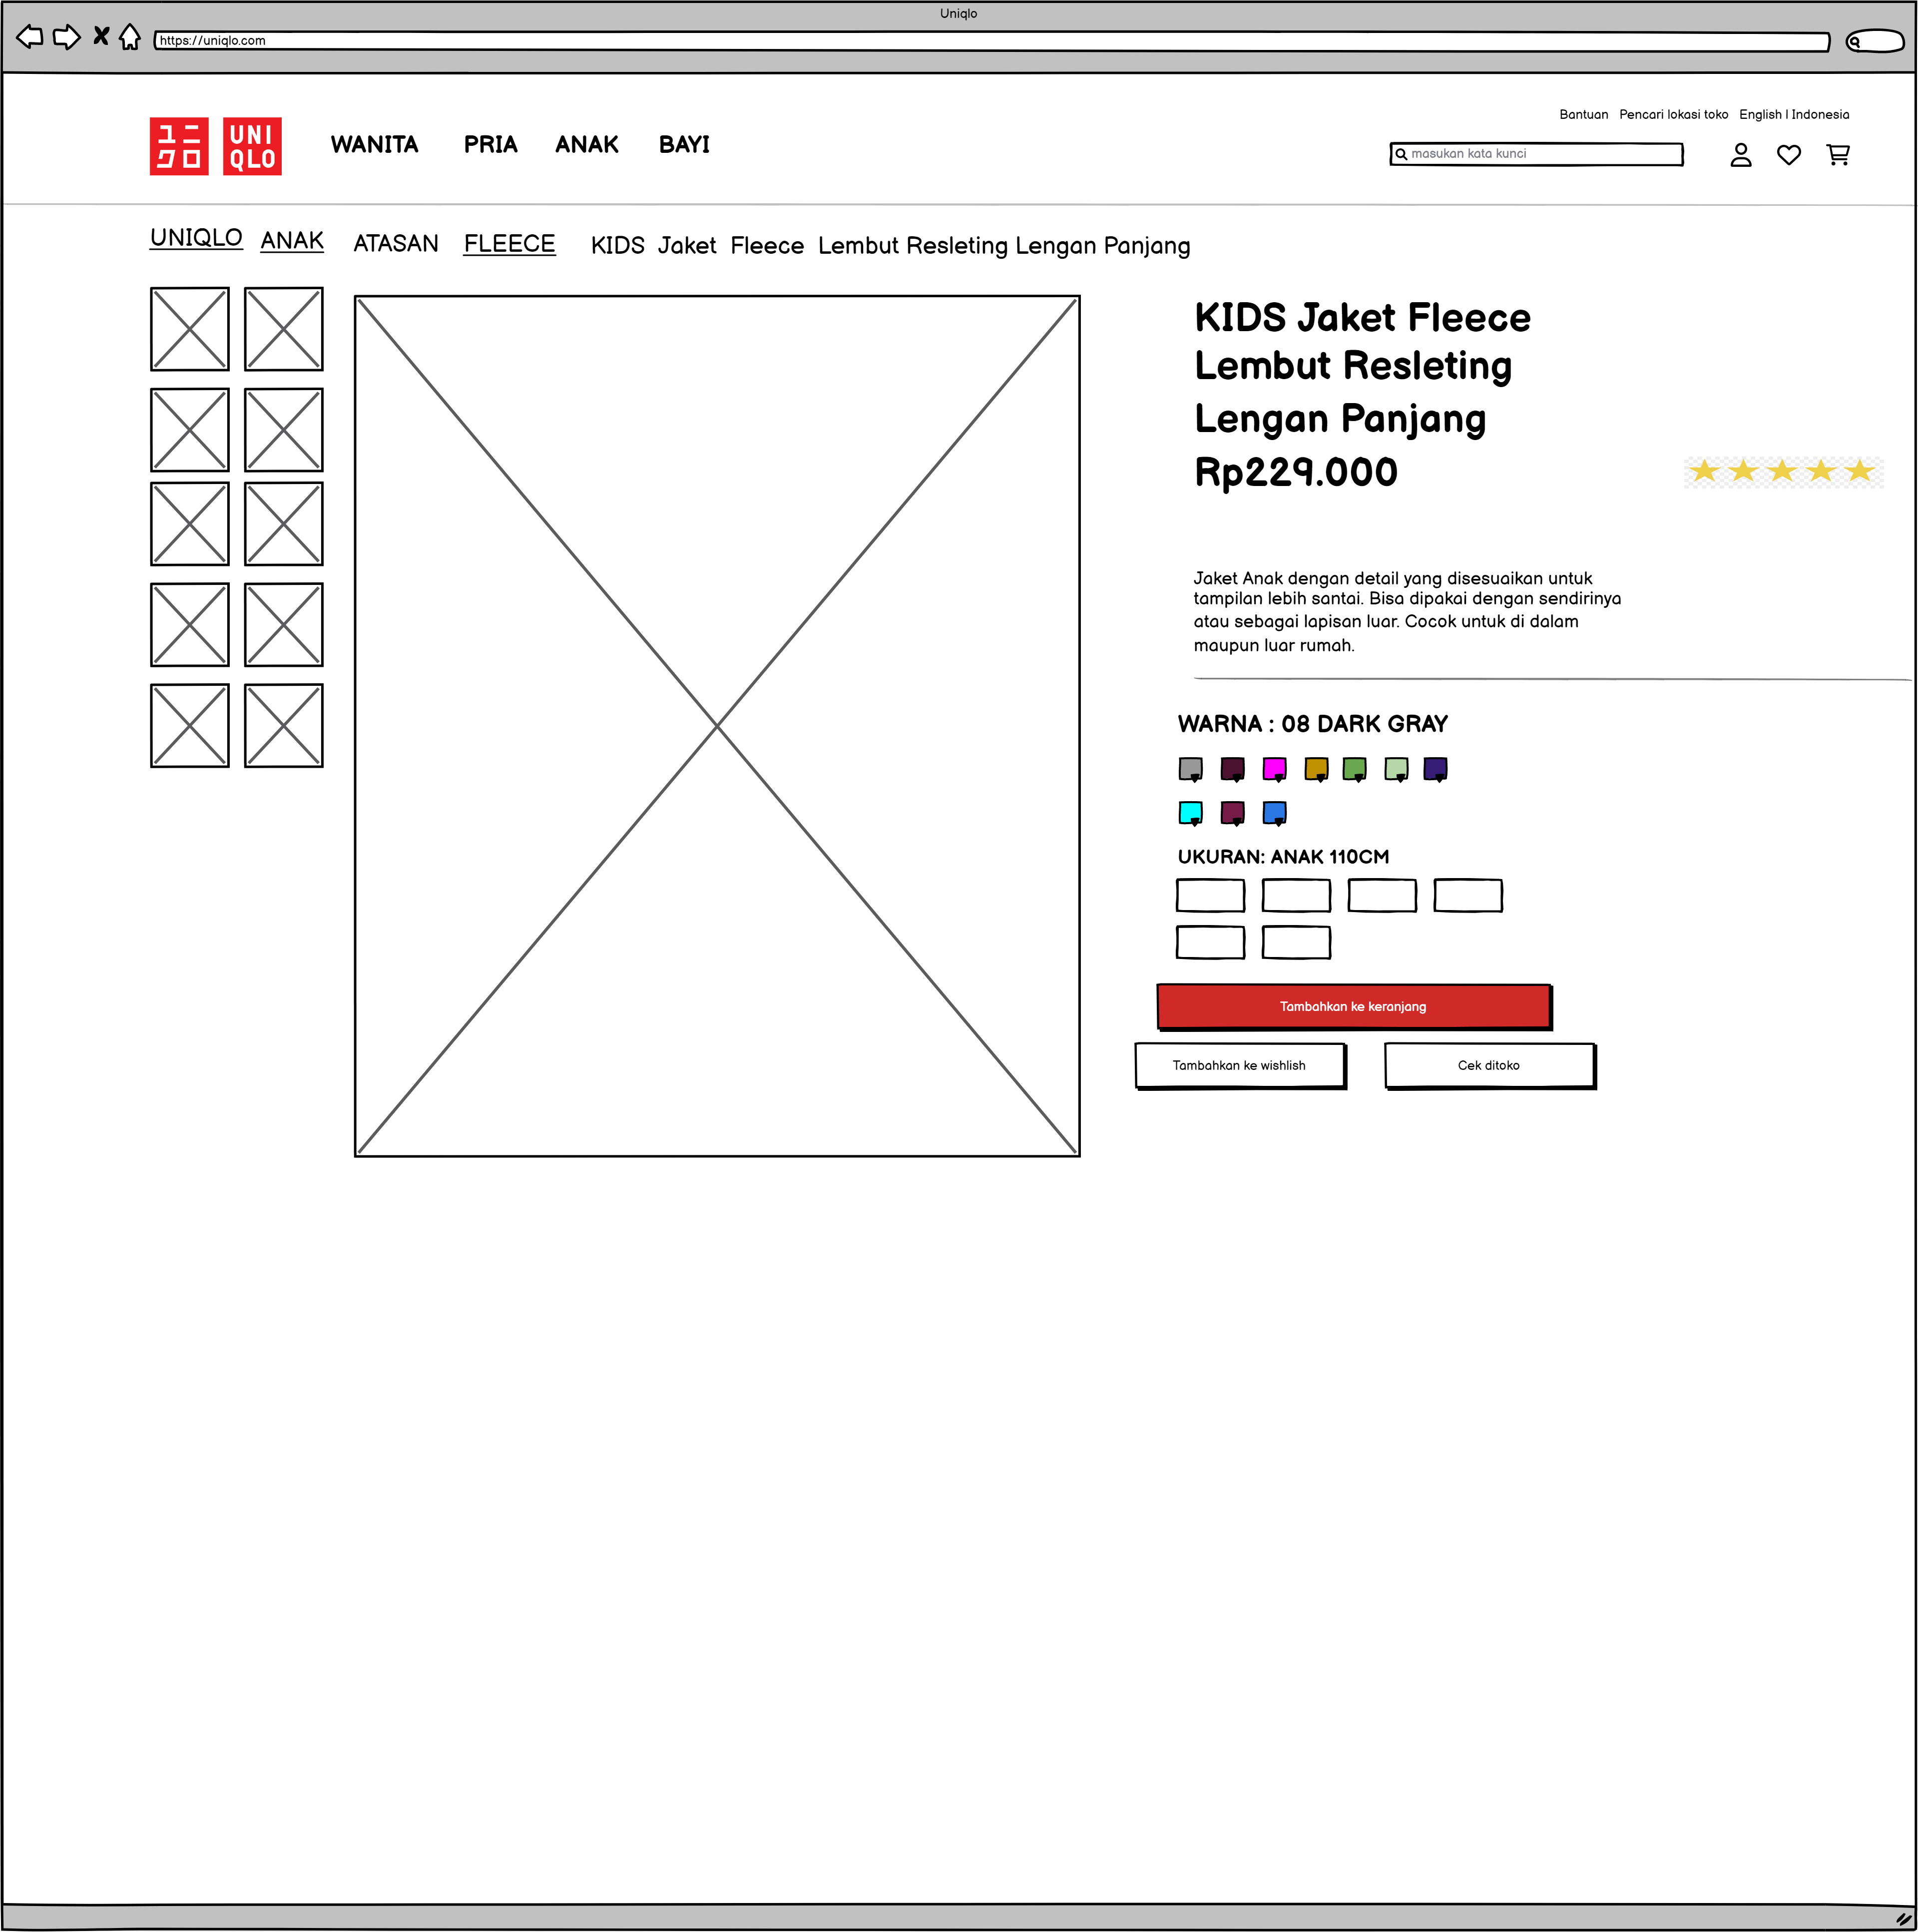 Uniqlo
https://uniqlo.com
Bantuan Pencari lokasi toko English | Indonesia
ユニ UNI
クロ QLO
WANITA PRIA ANAK BAYI
masukan kata kunci
UNIQLO ANAK ATASAN FLEECE KIDS Jaket Fleece Lembut Resleting Lengan Panjang
KIDS Jaket Fleece
Lembut Resleting
Lengan Panjang
Rp229.000
Jaket Anak dengan detail yang disesuaikan untuk
tampilan lebih santai. Bisa dipakai dengan sendirinya
atau sebagai lapisan luar. Cocok untuk di dalam
maupun luar rumah.
WARNA : 08 DARK GRAY
UKURAN: ANAK 110CM
Tambahkan ke keranjang
Tambahkan ke wishlish Cek ditoko